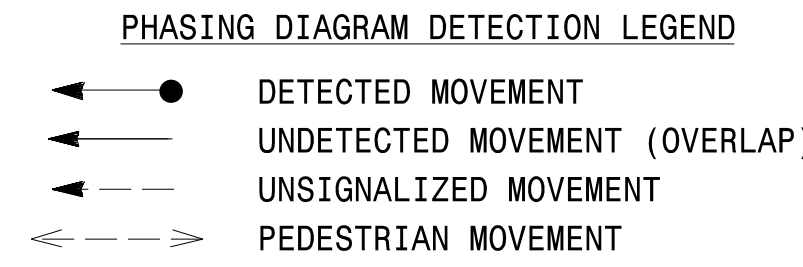 PHASING DIAGRAM DETECTION LEGEND
DETECTED MOVEMENT
UNDETECTED MOVEMENT (OVERLAP)
UNSIGNALIZED MOVEMENT
PEDESTRIAN MOVEMENT